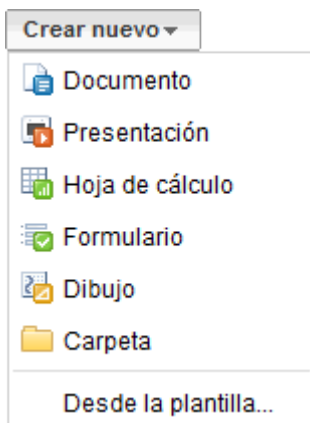 Crear nuevo
Documento
Presentación
Hoja de cálculo
Formulario
Dibujo
Carpeta
Desde la plantilla...